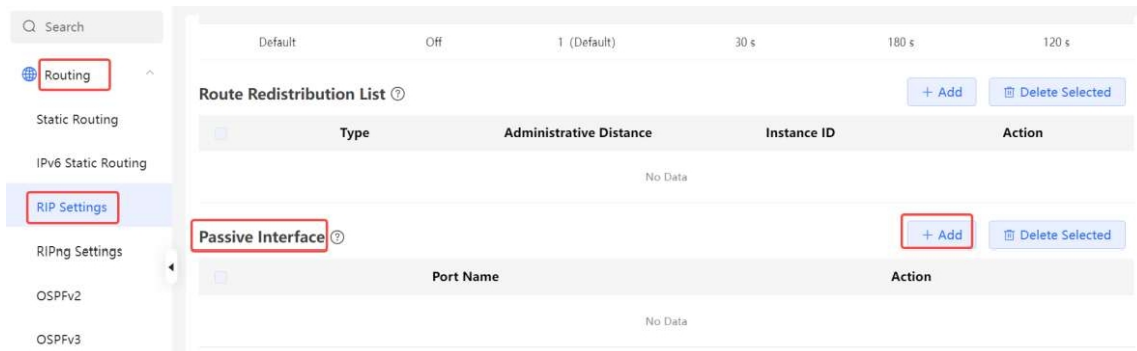 Search
Default Off 1 (Default) 30 s 180 s 120 s
Routing
Route Redistribution List + Add Delete Selected
Static Routing
Type Administrative Distance Instance ID Action
IPv6 Static Routing
No Data
RIP Settings
Passive Interface + Add Delete Selected
RIPng Settings
Port Name Action
OSPFv2
No Data
OSPFv3